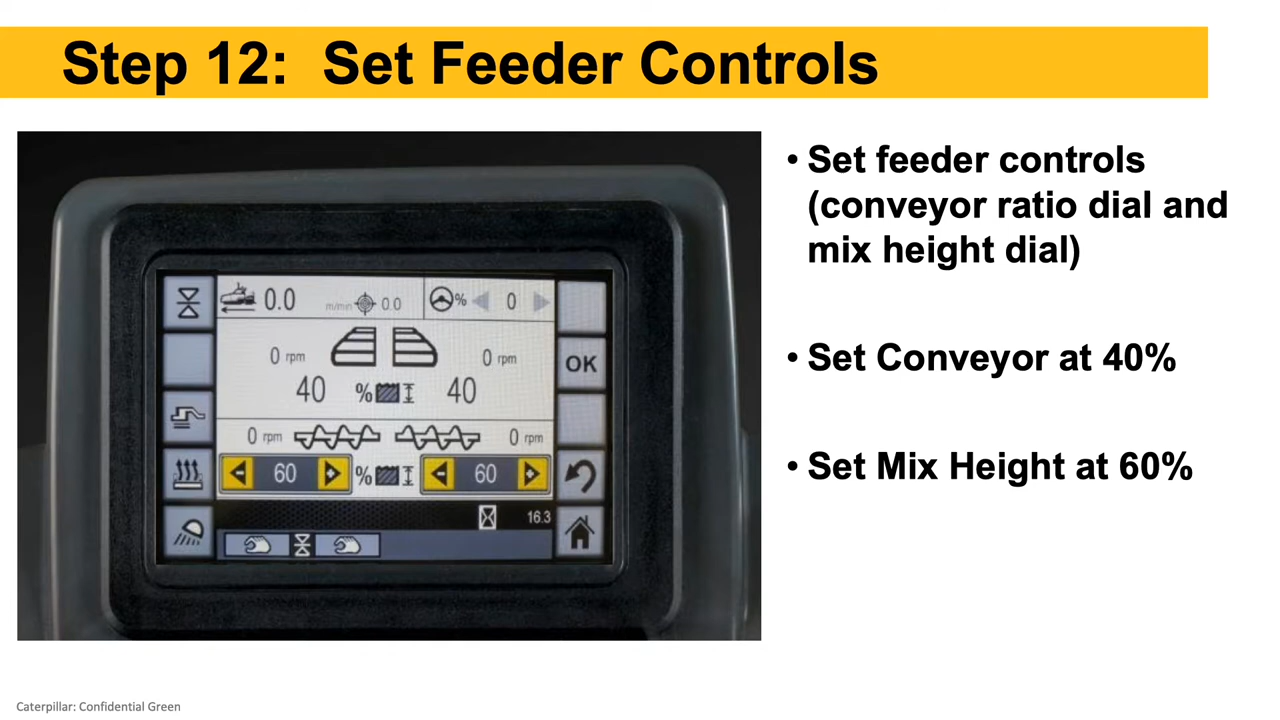 Step 12: Set Feeder Controls
• Set feeder controls
(conveyor ratio dial and
mix height dial)
• Set Conveyor at 40%
• Set Mix Height at 60%
0.0 m/min 0.0 % 0
0 rpm 0 rpm
OK
40 % 40
0 rpm 0 rpm
- 60 + % - 60 +
16.3
Caterpillar: Confidential Green